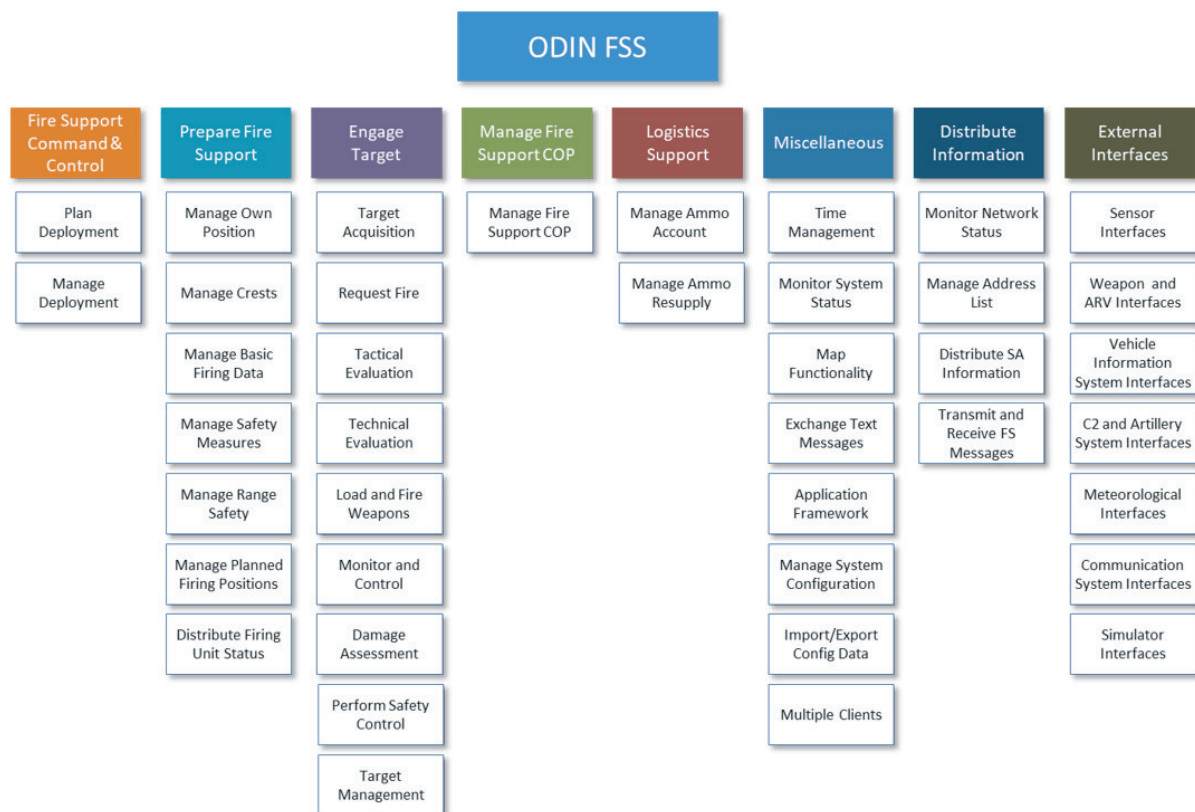 ODIN FSS
Fire Support
Command &
Control
Plan
Deployment
Manage
Deployment
Prepare Fire
Support
Manage Own
Position
Manage Crests
Manage Basic
Firing Data
Manage Safety
Measures
Manage Range
Safety
Manage Planned
Firing Positions
Distribute Firing
Unit Status
Engage
Target
Target
Acquisition
Request Fire
Tactical
Evaluation
Technical
Evaluation
Load and Fire
Weapons
Monitor and
Control
Damage
Assessment
Perform Safety
Control
Target
Management
Manage Fire
Support COP
Manage Fire
Support COP
Logistics
Support
Manage Ammo
Account
Manage Ammo
Resupply
Miscellaneous
Time
Management
Monitor System
Status
Map
Functionality
Exchange Text
Messages
Application
Framework
Manage System
Configuration
Import/Export
Config Data
Multiple Clients
Distribute
Information
Monitor Network
Status
Manage Address
List
Distribute SA
Information
Transmit and
Receive FS
Messages
External
Interfaces
Sensor
Interfaces
Weapon and
ARV Interfaces
Vehicle
Information
System Interfaces
C2 and Artillery
System Interfaces
Meteorological
Interfaces
Communication
System Interfaces
Simulator
Interfaces